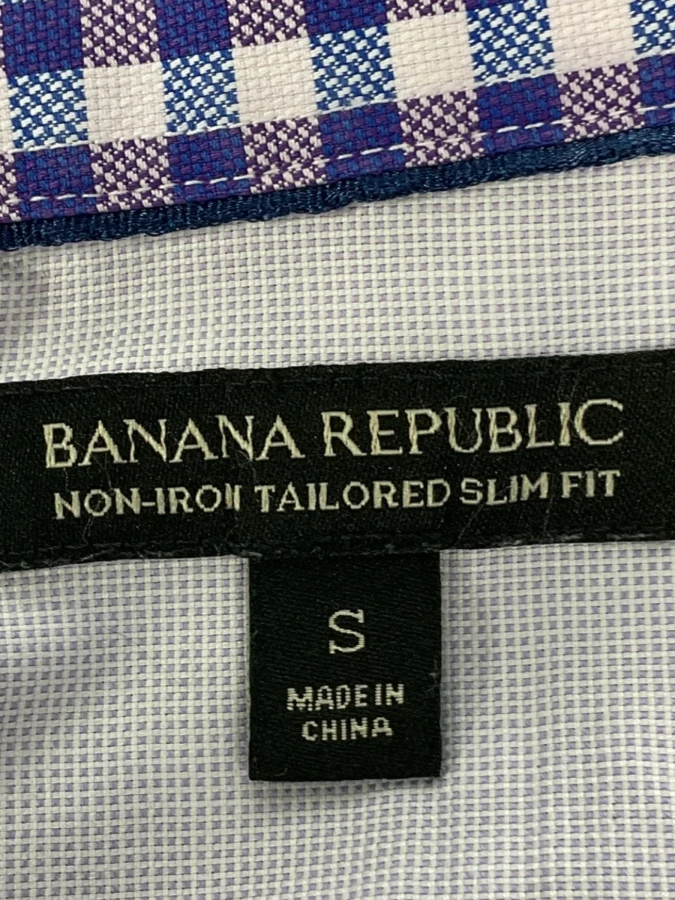 BANANA REPUBLIC
NON-IRON TAILORED SLIM FIT
S
MADE IN
CHINA